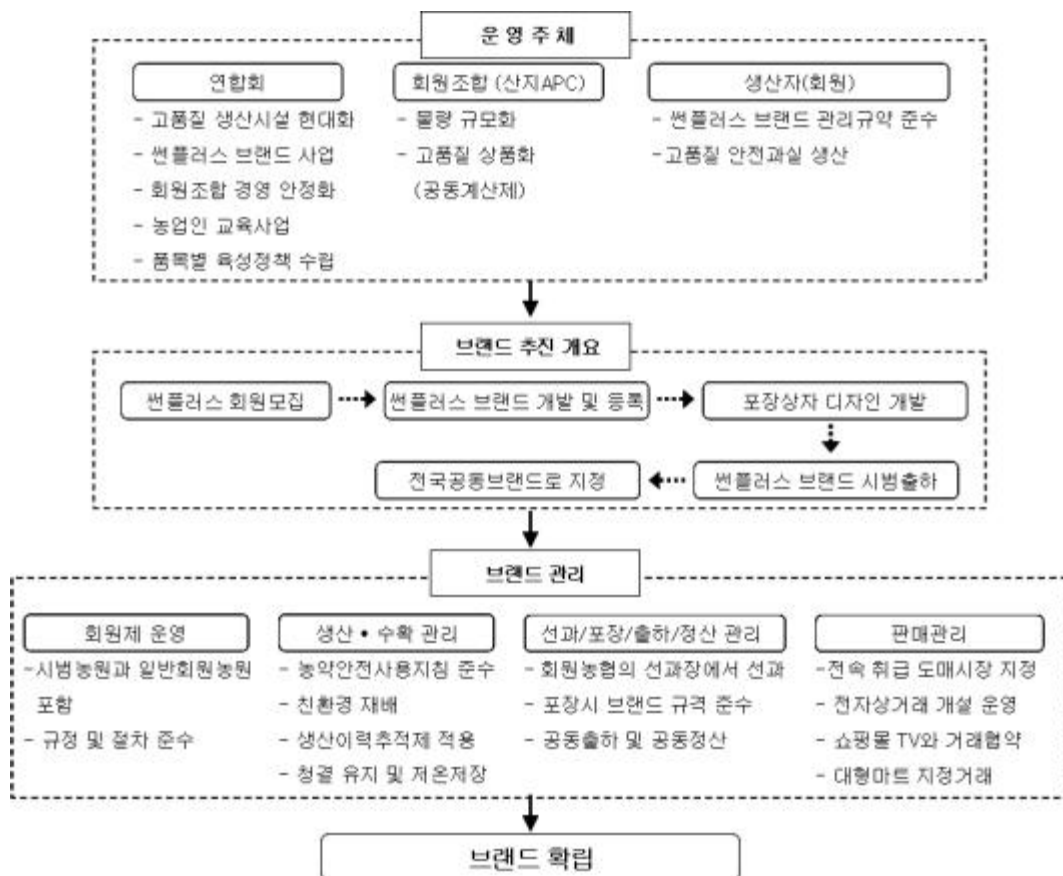 운 영 주 체
연합회
- 고품질 생산시설 현대화
- 썬플러스 브랜드 사업
- 회원조합 경영 안정화
- 농업인 교육사업
- 품목별 육성정책 수립
회원조합 (산지APC)
- 물량 규모화
- 고품질 상품화
(공동계산제)
생산자(회원)
- 썬플러스 브랜드 관리규약 준수
-고품질 안전과실 생산
브랜드 추진 개요
썬플러스 회원모집
썬플러스 브랜드 개발 및 등록
포장상자 디자인 개발
전국공동브랜드로 지정
썬플러스 브랜드 시범출하
브랜드 관리
회원제 운영
-시범농원과 일반회원농원
포함
- 규정 및 절차 준수
생산 • 수확 관리
- 농약안전사용지침 준수
- 친환경 재배
- 생산이력추적제 적용
- 청결 유지 및 저온저장
선과/포장/출하/정산 관리
-회원농협의 선과장에서 선과
- 포장시 브랜드 규격 준수
- 공동출하 및 공동정산
판매관리
-전속 취급 도매시장 지정
- 전자상거래 개설 운영
- 쇼핑몰 TV와 거래협약
- 대형마트 지정거래
브랜드 확립